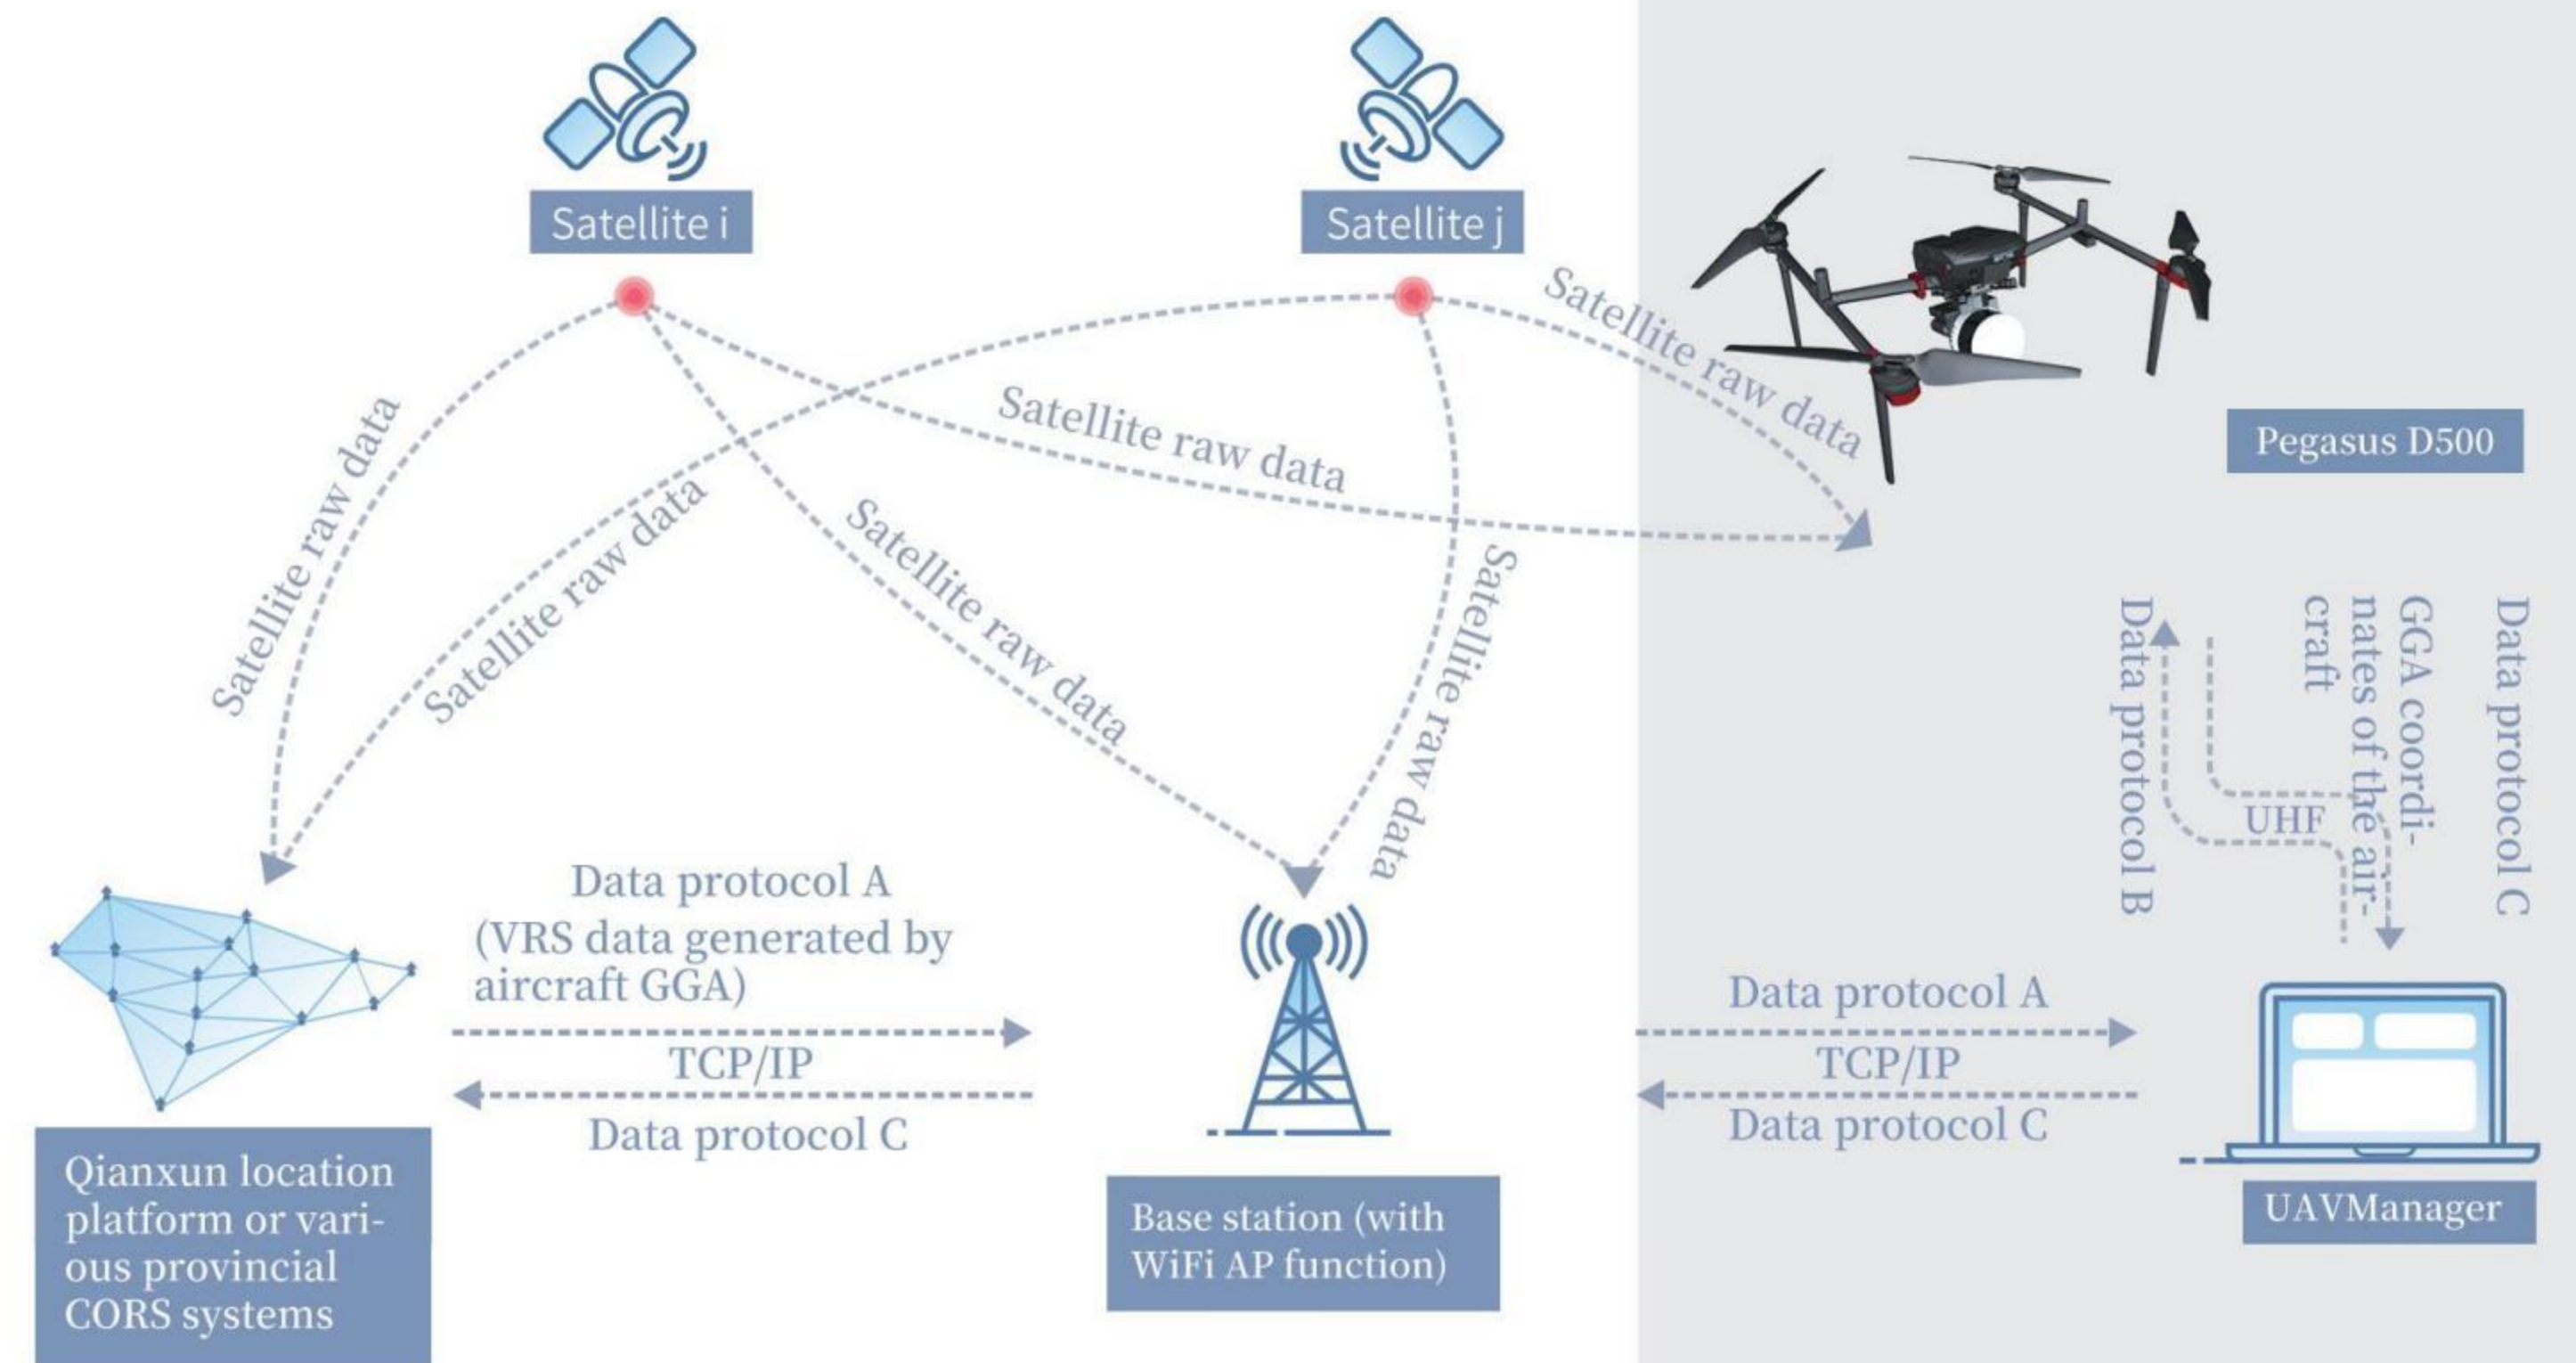 Satellite i
Satellite j
Satellite raw data
Satellite raw data
Satellite raw data
Satellite raw data
Satellite raw data
Satellite raw data
Pegasus D500
Data protocol B
UHF
GGA coordi-
nates of the air-
craft
Data protocol C
Data protocol A
(VRS data generated by
aircraft GGA)
TCP/IP
Data protocol C
Data protocol A
TCP/IP
Data protocol C
Qianxun location
platform or vari-
ous provincial
CORS systems
Base station (with
WiFi AP function)
UAVManager